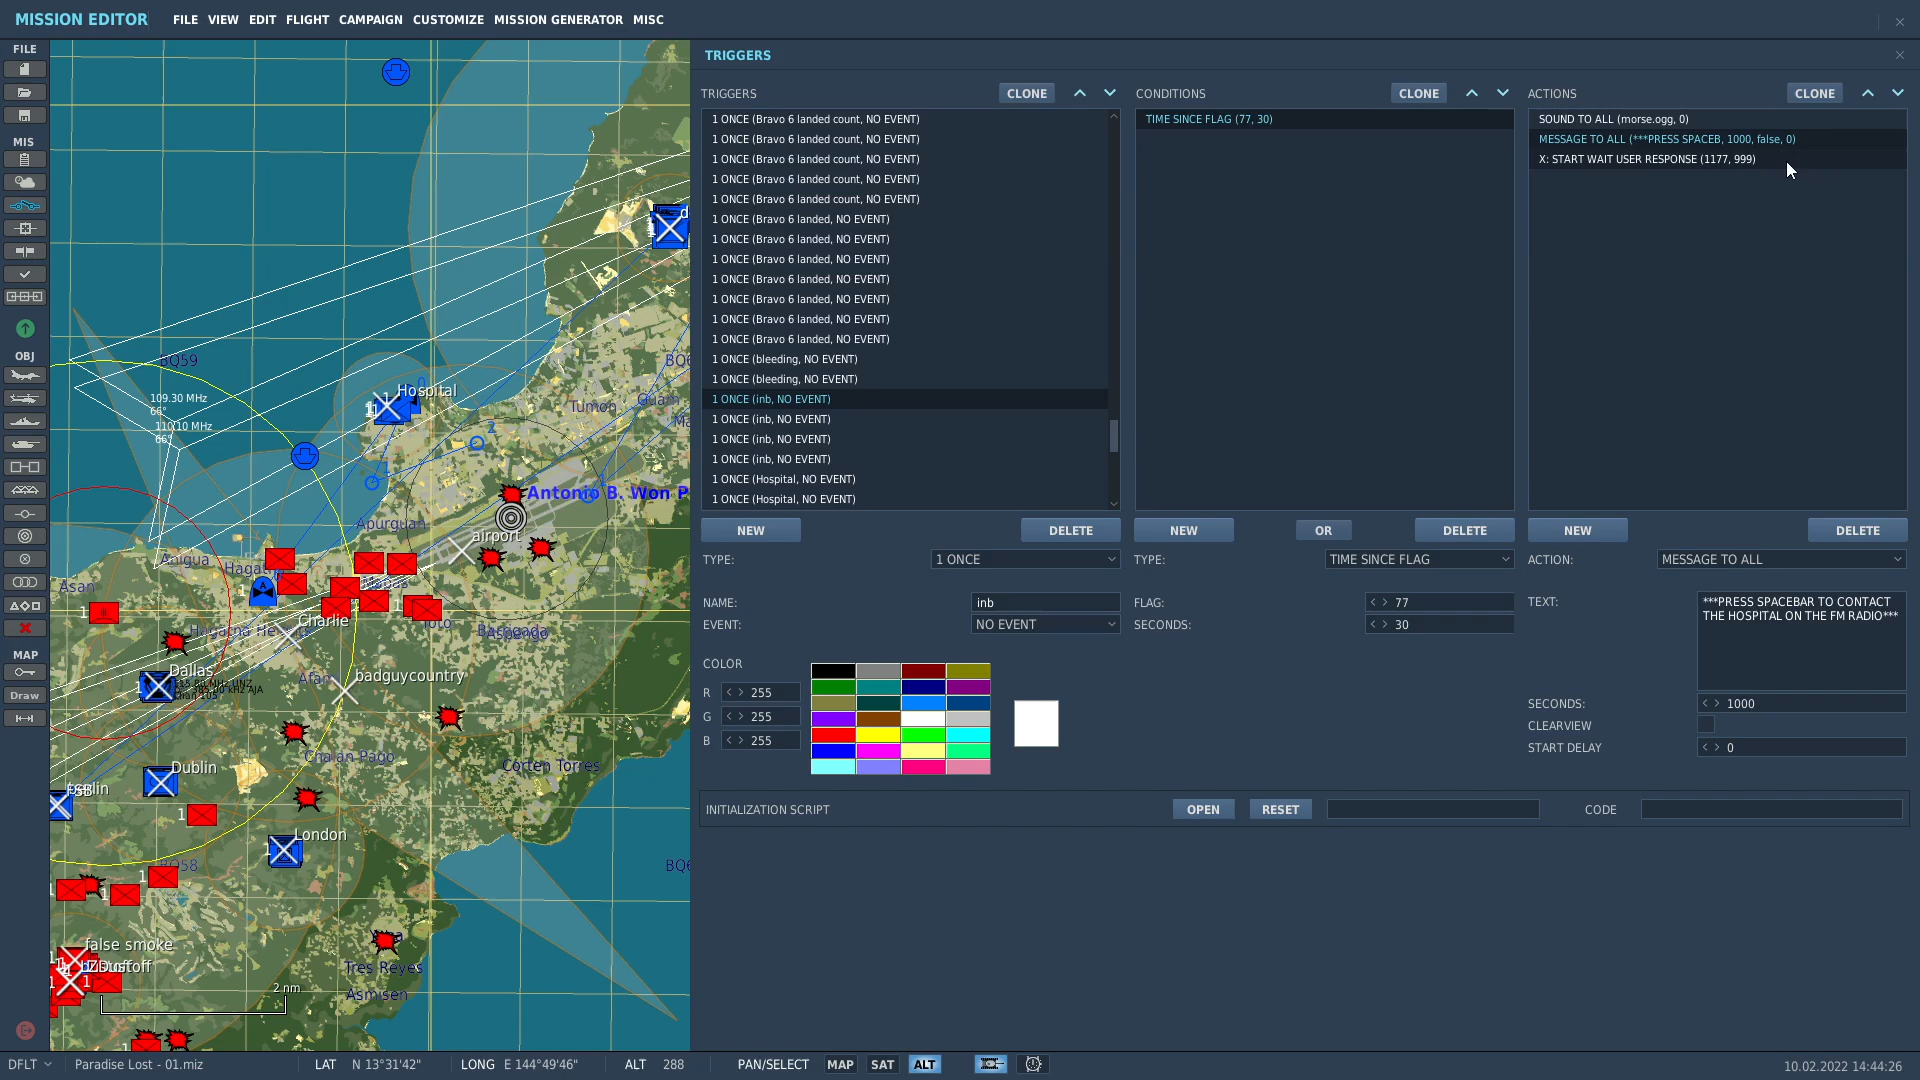 MISSION EDITOR
FILE VIEW EDIT FLIGHT CAMPAIGN CUSTOMIZE MISSION GENERATOR MISC
FILE
MIS
OBJ
MAP
Draw
BQ59
109.30 MHz
66°
110.10 MHz
66°
Hospital
Tumon
Guam
2
1
Antonio B. Won P
Apurguan
airport
Anigua
Asan
Charlie
Toto
Dallas
badguycountry
Chalan Pago
Corten Torres
Dublin
London
BQ58
false smoke
Tres Reyes
Asmisen
2 nm
TRIGGERS
TRIGGERS
CLONE
1 ONCE (Bravo 6 landed count, NO EVENT)
1 ONCE (Bravo 6 landed count, NO EVENT)
1 ONCE (Bravo 6 landed count, NO EVENT)
1 ONCE (Bravo 6 landed count, NO EVENT)
1 ONCE (Bravo 6 landed count, NO EVENT)
1 ONCE (Bravo 6 landed, NO EVENT)
1 ONCE (Bravo 6 landed, NO EVENT)
1 ONCE (Bravo 6 landed, NO EVENT)
1 ONCE (Bravo 6 landed, NO EVENT)
1 ONCE (Bravo 6 landed, NO EVENT)
1 ONCE (Bravo 6 landed, NO EVENT)
1 ONCE (Bravo 6 landed, NO EVENT)
1 ONCE (bleeding, NO EVENT)
1 ONCE (bleeding, NO EVENT)
1 ONCE (inb, NO EVENT)
1 ONCE (inb, NO EVENT)
1 ONCE (inb, NO EVENT)
1 ONCE (inb, NO EVENT)
1 ONCE (Hospital, NO EVENT)
1 ONCE (Hospital, NO EVENT)
NEW DELETE
TYPE: 1 ONCE
NAME: inb
EVENT: NO EVENT
COLOR
R 255
G 255
B 255
CONDITIONS
CLONE
TIME SINCE FLAG (77, 30)
NEW OR DELETE
TYPE: TIME SINCE FLAG
FLAG: 77
SECONDS: 30
ACTIONS
CLONE
SOUND TO ALL (morse.ogg, 0)
MESSAGE TO ALL (***PRESS SPACEB, 1000, false, 0)
X: START WAIT USER RESPONSE (1177, 999)
NEW DELETE
ACTION: MESSAGE TO ALL
TEXT: ***PRESS SPACEBAR TO CONTACT
THE HOSPITAL ON THE FM RADIO***
SECONDS: 1000
CLEARVIEW
START DELAY 0
INITIALIZATION SCRIPT OPEN RESET CODE
DFLT Paradise Lost - 01.miz LAT N 13°31'42" LONG E 144°49'46" ALT 288 PAN/SELECT MAP SAT ALT 10.02.2022 14:44:26